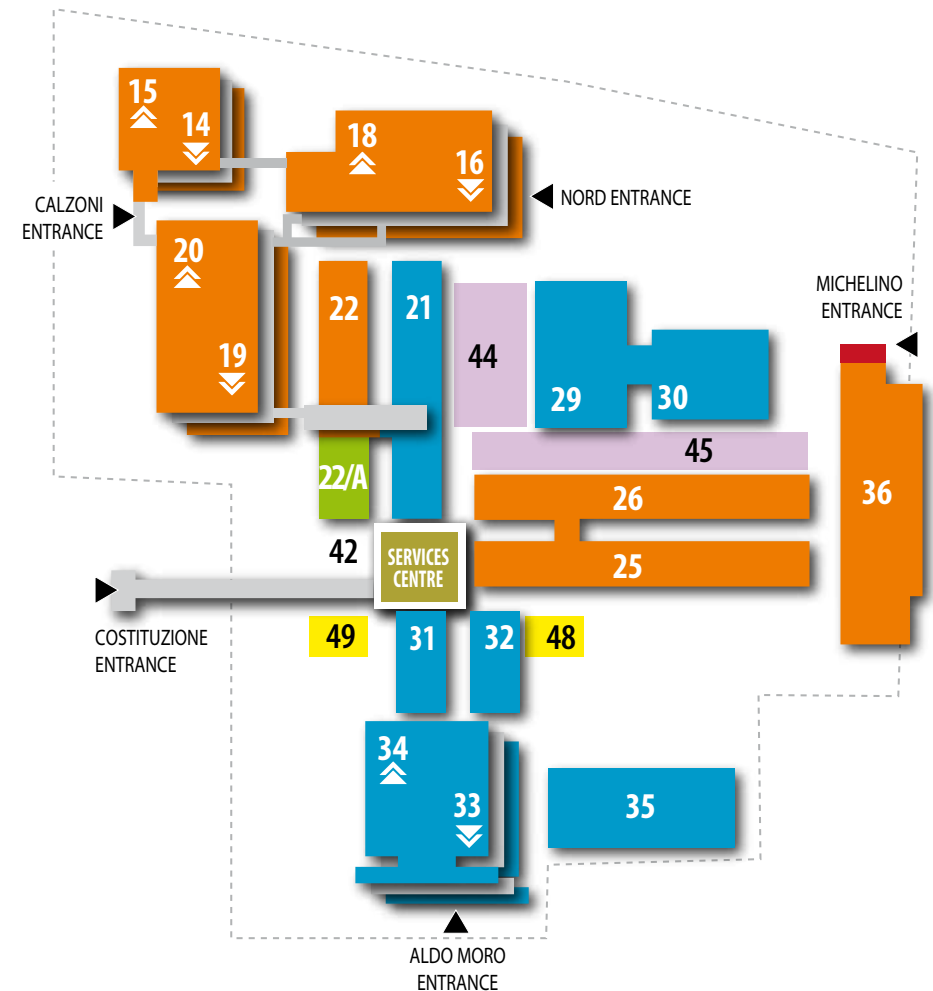 15
14
18
16
NORD ENTRANCE
CALZONI
ENTRANCE
20
19
22
21
44
29
30
MICHELINO
ENTRANCE
45
22/A
26
36
42
SERVICES
CENTRE
25
COSTITUZIONE
ENTRANCE
49
31
32
48
34
33
35
ALDO MORO
ENTRANCE